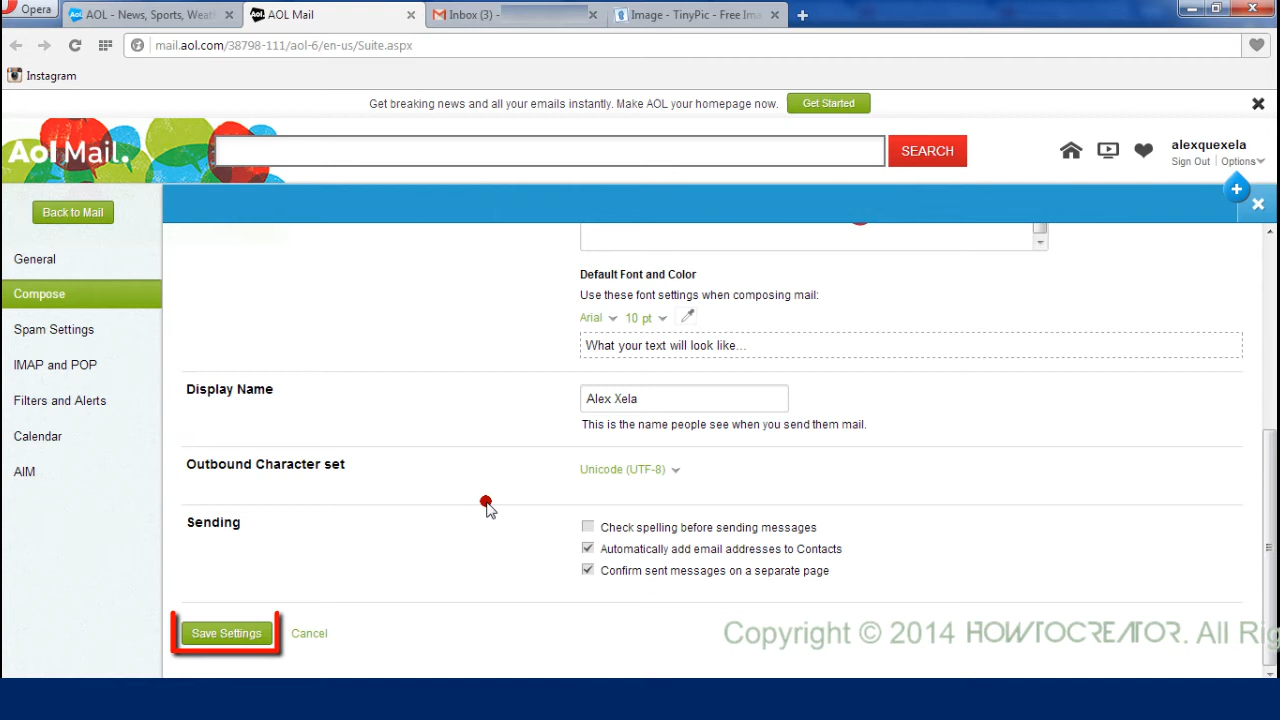 Opera
AOL - News, Sports, Weat
Aol. AOL Mail
Inbox (3) -
Image - TinyPic - Free Ima
mail.aol.com/38798-111/aol-6/en-us/Suite.aspx
Instagram
Get breaking news and all your emails instantly. Make AOL your homepage now.
Get Started
Aol Mail.
SEARCH
alexquexela
Sign Out
Options
Back to Mail
General
Compose
Spam Settings
IMAP and POP
Filters and Alerts
Calendar
AIM
Default Font and Color
Use these font settings when composing mail:
Arial
10 pt
What your text will look like...
Display Name
Alex Xela
This is the name people see when you send them mail.
Outbound Character set
Unicode (UTF-8)
Sending
Check spelling before sending messages
Automatically add email addresses to Contacts
Confirm sent messages on a separate page
Save Settings
Cancel
Copyright © 2014 HOWTOCREATOR. All Rig